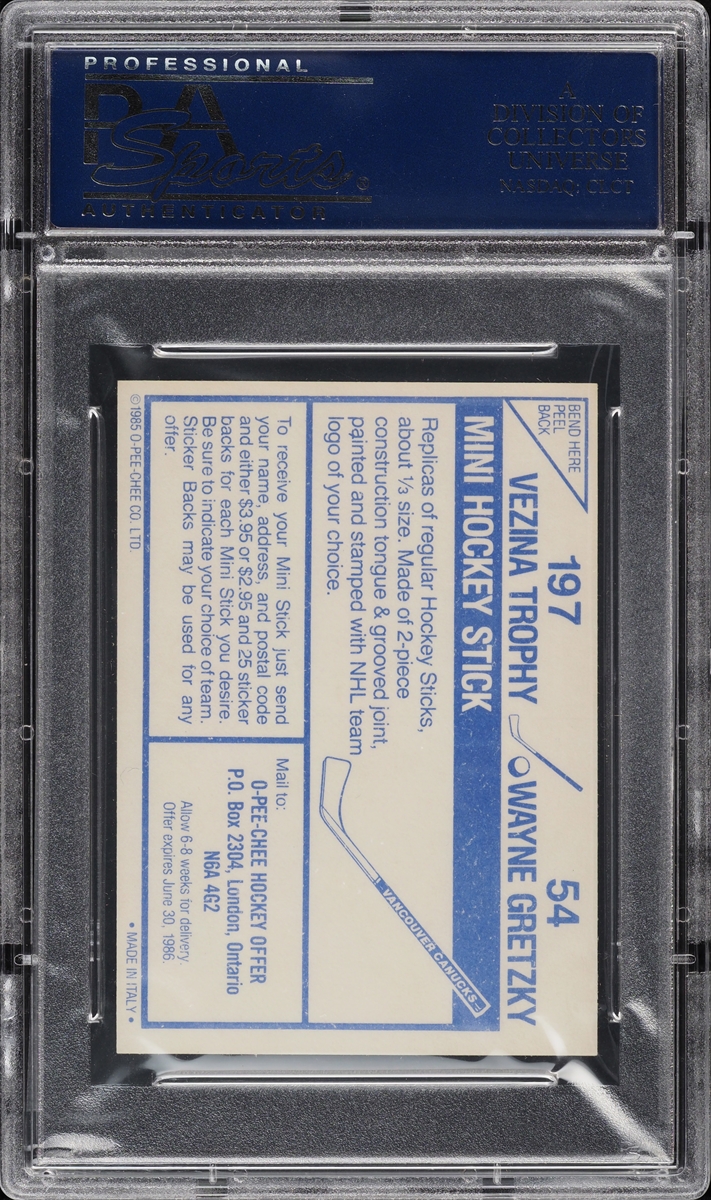 PROFESSIONAL
PSA
Sports®
AUTHENTICATOR
A
DIVISION OF
COLLECTORS
UNIVERSE
NASDAQ: CLCT
BEND HERE
PEEL
BACK
197
VEZINA TROPHY
54
WAYNE GRETZKY
MINI HOCKEY STICK
Replicas of regular Hockey Sticks,
about ⅓ size. Made of 2-piece
construction tongue & grooved joint,
painted and stamped with NHL team
logo of your choice.
VANCOUVER CANUCKS
To receive your Mini Stick just send
your name, address, and postal code
and either $3.95 or $2.95 and 25 sticker
backs for each Mini Stick you desire.
Be sure to indicate your choice of team.
Sticker Backs may be used for any
offer.
Mail to:
O-PEE-CHEE HOCKEY OFFER
P.O. Box 2304, London, Ontario
N6A 4G2
Allow 6-8 weeks for delivery.
Offer expires June 30, 1986.
©1985 O-PEE-CHEE CO. LTD.
• MADE IN ITALY •